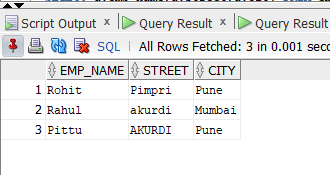 Script Output × Query Result × Query Result
SQL | All Rows Fetched: 3 in 0.001 seco
EMP_NAME STREET CITY
1 Rohit Pimpri Pune
2 Rahul akurdi Mumbai
3 Pittu AKURDI Pune